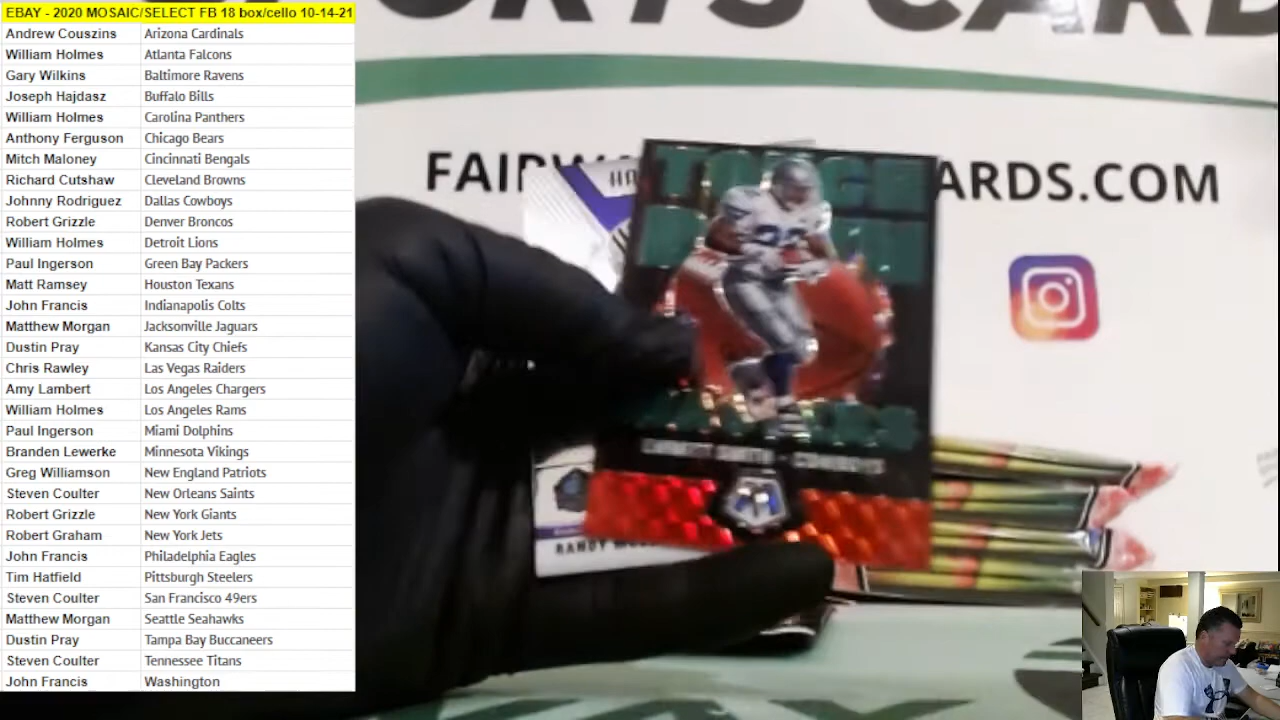 EBAY - 2020 MOSAIC/SELECT FB 18 box/cello 10-14-21
Andrew Couszins Arizona Cardinals
William Holmes Atlanta Falcons
Gary Wilkins Baltimore Ravens
Joseph Hajdasz Buffalo Bills
William Holmes Carolina Panthers
Anthony Ferguson Chicago Bears
Mitch Maloney Cincinnati Bengals
Richard Cutshaw Cleveland Browns
Johnny Rodriguez Dallas Cowboys
Robert Grizzle Denver Broncos
William Holmes Detroit Lions
Paul Ingerson Green Bay Packers
Matt Ramsey Houston Texans
John Francis Indianapolis Colts
Matthew Morgan Jacksonville Jaguars
Dustin Pray Kansas City Chiefs
Chris Rawley Las Vegas Raiders
Amy Lambert Los Angeles Chargers
William Holmes Los Angeles Rams
Paul Ingerson Miami Dolphins
Branden Lewerke Minnesota Vikings
Greg Williamson New England Patriots
Steven Coulter New Orleans Saints
Robert Grizzle New York Giants
Robert Graham New York Jets
John Francis Philadelphia Eagles
Tim Hatfield Pittsburgh Steelers
Steven Coulter San Francisco 49ers
Matthew Morgan Seattle Seahawks
Dustin Pray Tampa Bay Buccaneers
Steven Coulter Tennessee Titans
John Francis Washington
SPORTS CARD
FAIRW ARDS.COM
SMITH - COWBOYS
RANDY